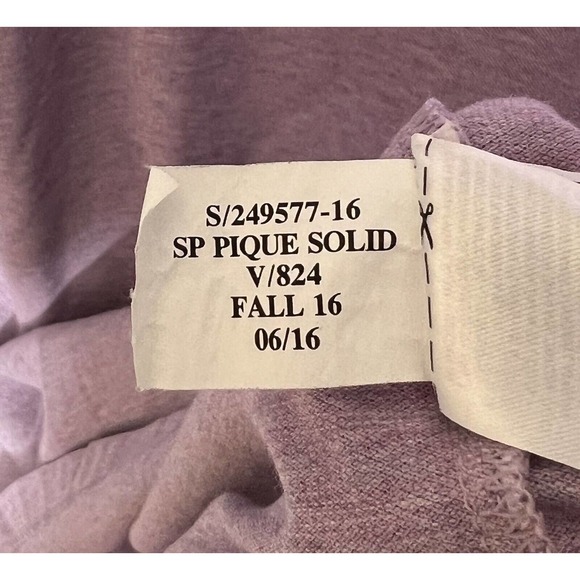 S/249577-16
SP PIQUE SOLID
V/824
FALL 16
06/16